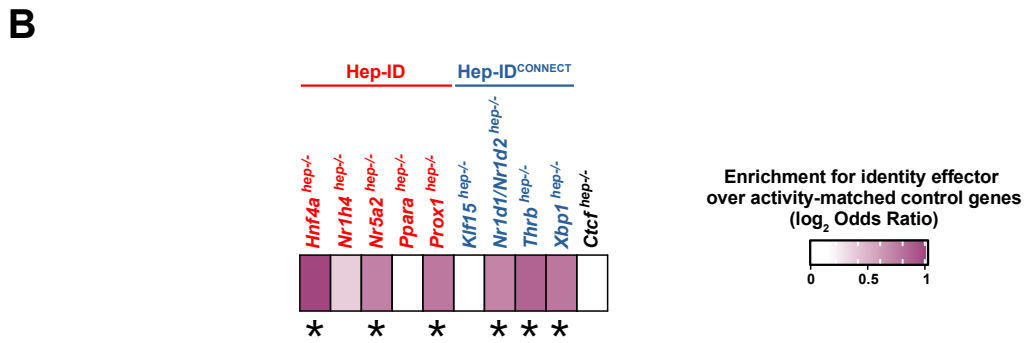 B
Hep-ID
Hep-ID^CONNECT
Hnf4a hep-/-
Nr1h4 hep-/-
Nr5a2 hep-/-
Ppara hep-/-
Prox1 hep-/-
Klf15 hep-/-
Nr1d1/Nr1d2 hep-/-
Thrb hep-/-
Xbp1 hep-/-
Ctcf hep-/-
* * * * * *
Enrichment for identity effector
over activity-matched control genes
(log₂ Odds Ratio)
0 0.5 1